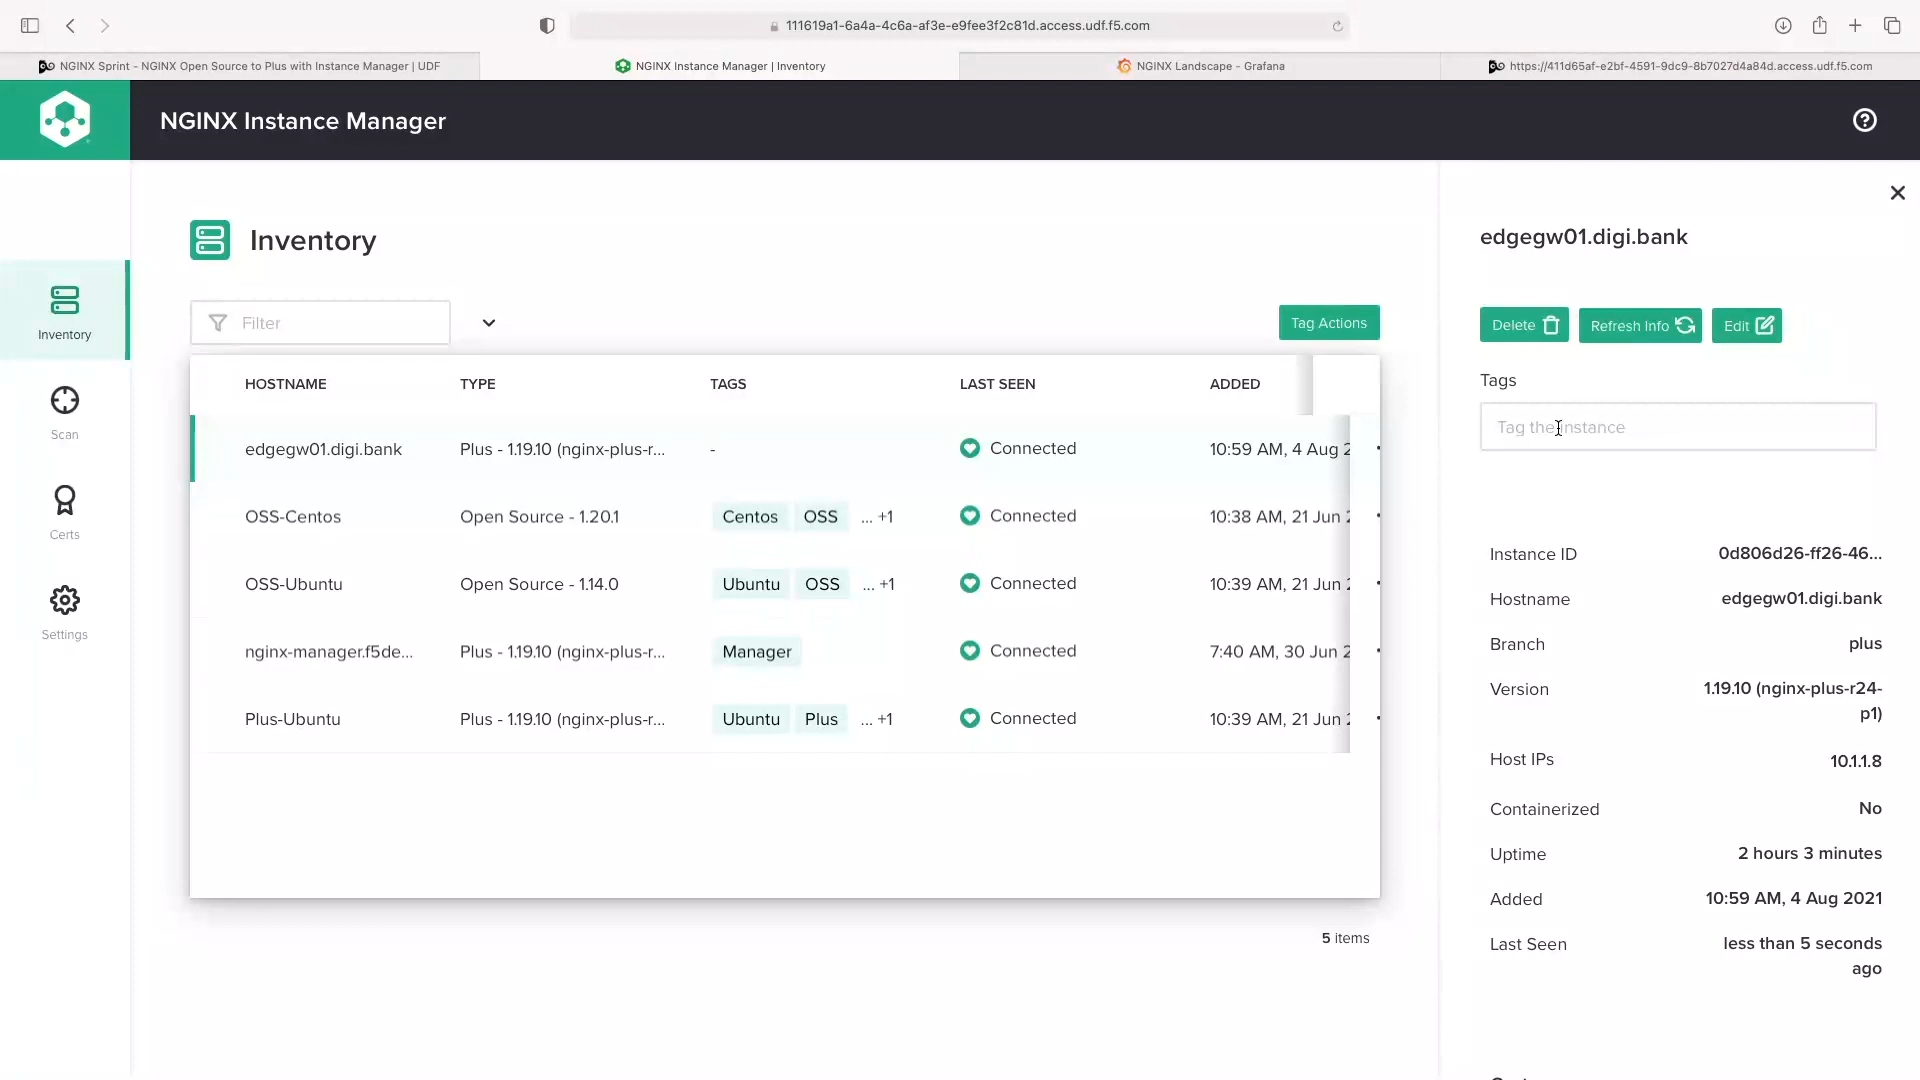 111619a1-6a4a-4c6a-af3e-e9fee3f2c81d.access.udf.f5.com
NGINX Sprint - NGINX Open Source to Plus with Instance Manager | UDF
NGINX Instance Manager | Inventory
NGINX Landscape - Grafana
https://411d65af-e2bf-4591-9dc9-8b7027d4a84d.access.udf.f5.com
NGINX Instance Manager
Inventory
Scan
Certs
Settings
Inventory
Filter
Tag Actions
HOSTNAME TYPE TAGS LAST SEEN ADDED
edgegw01.digi.bank Plus - 1.19.10 (nginx-plus-r... - Connected 10:59 AM, 4 Aug 2
OSS-Centos Open Source - 1.20.1 Centos OSS ... +1 Connected 10:38 AM, 21 Jun 2
OSS-Ubuntu Open Source - 1.14.0 Ubuntu OSS ... +1 Connected 10:39 AM, 21 Jun 2
nginx-manager.f5de... Plus - 1.19.10 (nginx-plus-r... Manager Connected 7:40 AM, 30 Jun 2
Plus-Ubuntu Plus - 1.19.10 (nginx-plus-r... Ubuntu Plus ... +1 Connected 10:39 AM, 21 Jun 2
5 items
edgegw01.digi.bank
Delete Refresh Info Edit
Tags
Tag the instance
Instance ID 0d806d26-ff26-46...
Hostname edgegw01.digi.bank
Branch plus
Version 1.19.10 (nginx-plus-r24-
p1)
Host IPs 10.1.1.8
Containerized No
Uptime 2 hours 3 minutes
Added 10:59 AM, 4 Aug 2021
Last Seen less than 5 seconds
ago